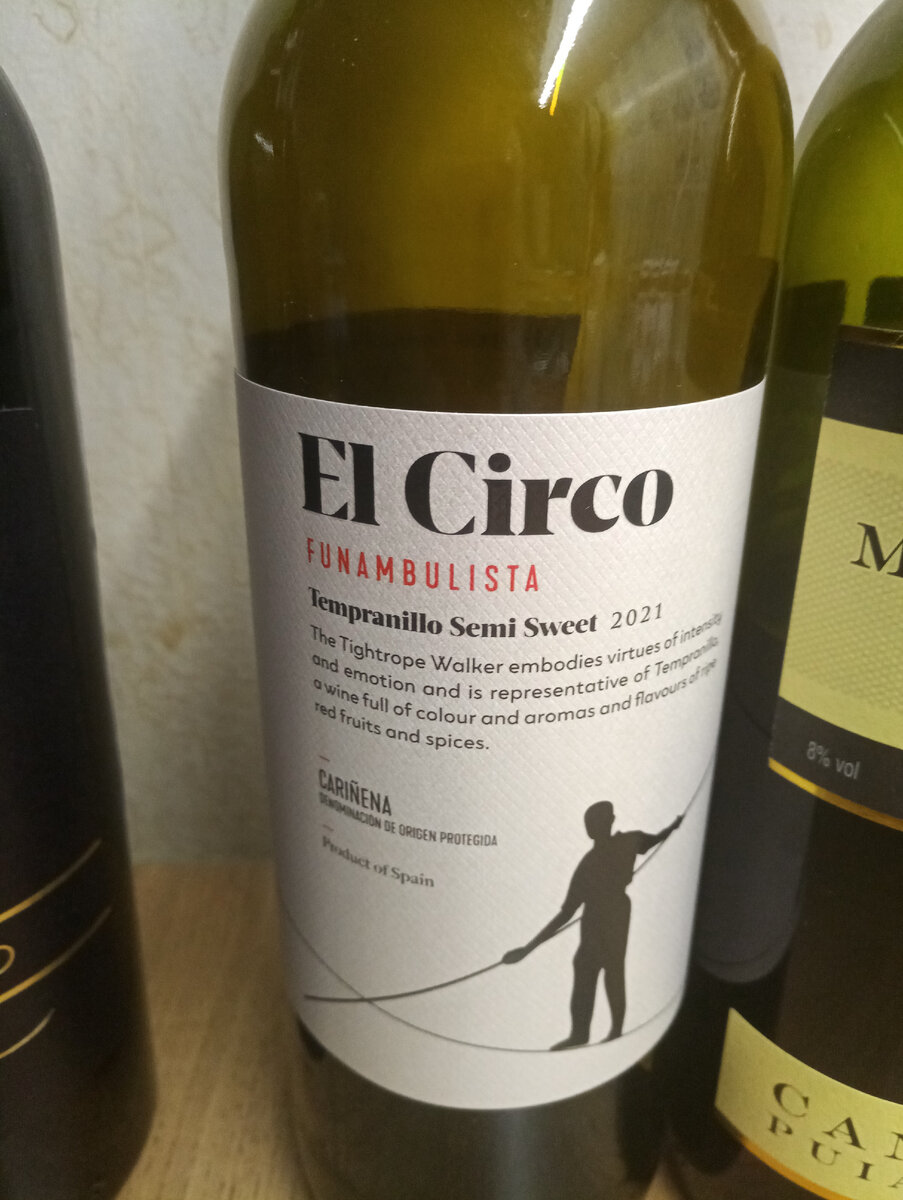 El Circo
FUNAMBULISTA
Tempranillo Semi Sweet 2021
The Tightrope Walker embodies virtues of intensity
and emotion and is representative of Tempranillo,
a wine full of colour and aromas and flavours of ripe
red fruits and spices.
CARIÑENA
DENOMINACIÓN DE ORIGEN PROTEGIDA
Product of Spain
M
8% vol
CAN
PUIA